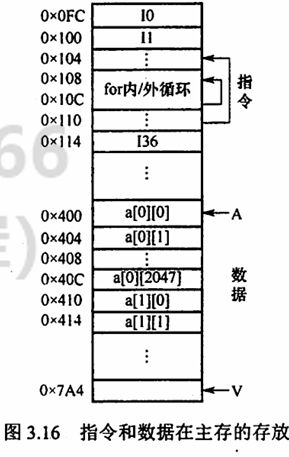 0×0FC I0
0×100 I1
0×104 ⋮
0×108 for内/外循环
0×10C
0×110 ⋮
0×114 I36
⋮
指令
0×400 a[0][0] A
0×404 a[0][1]
0×408 ⋮
0×40C a[0][2047}
0×410 a[1][0]
0×414 a[1][1]
⋮
数据
0×7A4 V
图 3.16 指令和数据在主存的存放
66